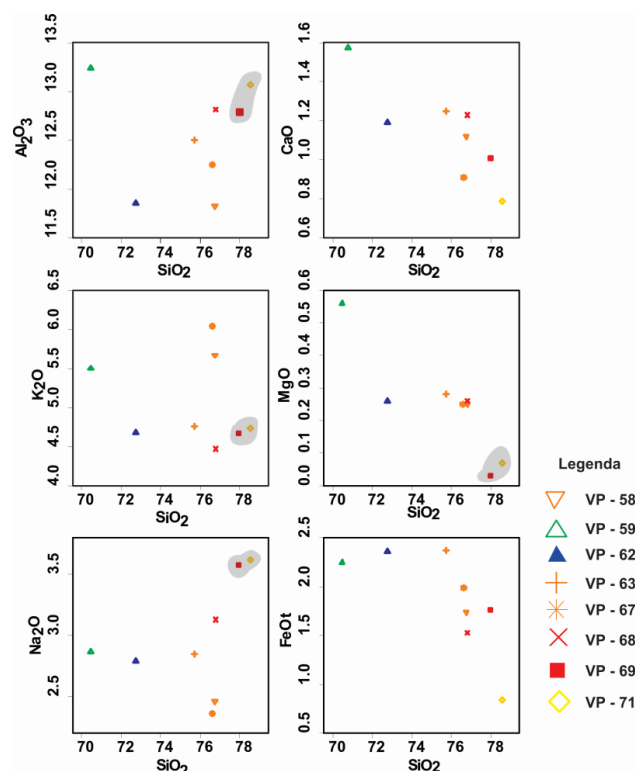 Al2O3
13.5
13.0
12.5
12.0
11.5
70 72 74 76 78
SiO2
CaO
1.6
1.4
1.2
1.0
0.8
0.6
70 72 74 76 78
SiO2
K2O
6.5
6.0
5.5
5.0
4.5
4.0
70 72 74 76 78
SiO2
MgO
0.6
0.5
0.4
0.3
0.2
0.1
0.0
70 72 74 76 78
SiO2
Na2O
3.5
3.0
2.5
70 72 74 76 78
SiO2
FeOt
2.5
2.0
1.5
1.0
0.5
70 72 74 76 78
SiO2
Legenda
VP - 58
VP - 59
VP - 62
VP - 63
VP - 67
VP - 68
VP - 69
VP - 71